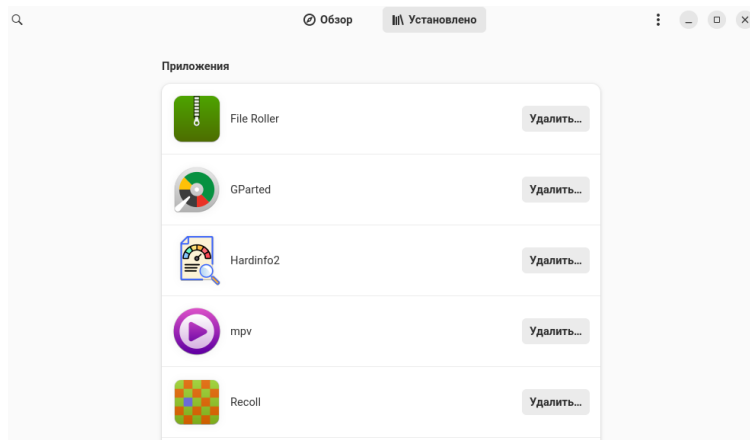 Обзор
Установлено
Приложения
File Roller
Удалить...
GParted
Удалить...
Hardinfo2
Удалить...
mpv
Удалить...
Recoll
Удалить...